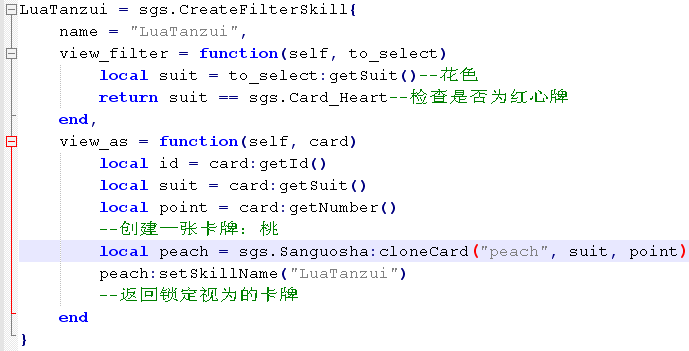 LuaTanzui = sgs.CreateFilterSkill{
    name = "LuaTanzui",
    view_filter = function(self, to_select)
        local suit = to_select:getSuit()--花色
        return suit == sgs.Card_Heart--检查是否为红心牌
    end,
    view_as = function(self, card)
        local id = card:getId()
        local suit = card:getSuit()
        local point = card:getNumber()
        --创建一张卡牌：桃
        local peach = sgs.Sanguosha:cloneCard("peach", suit, point)
        peach:setSkillName("LuaTanzui")
        --返回锁定视为的卡牌
    end
}